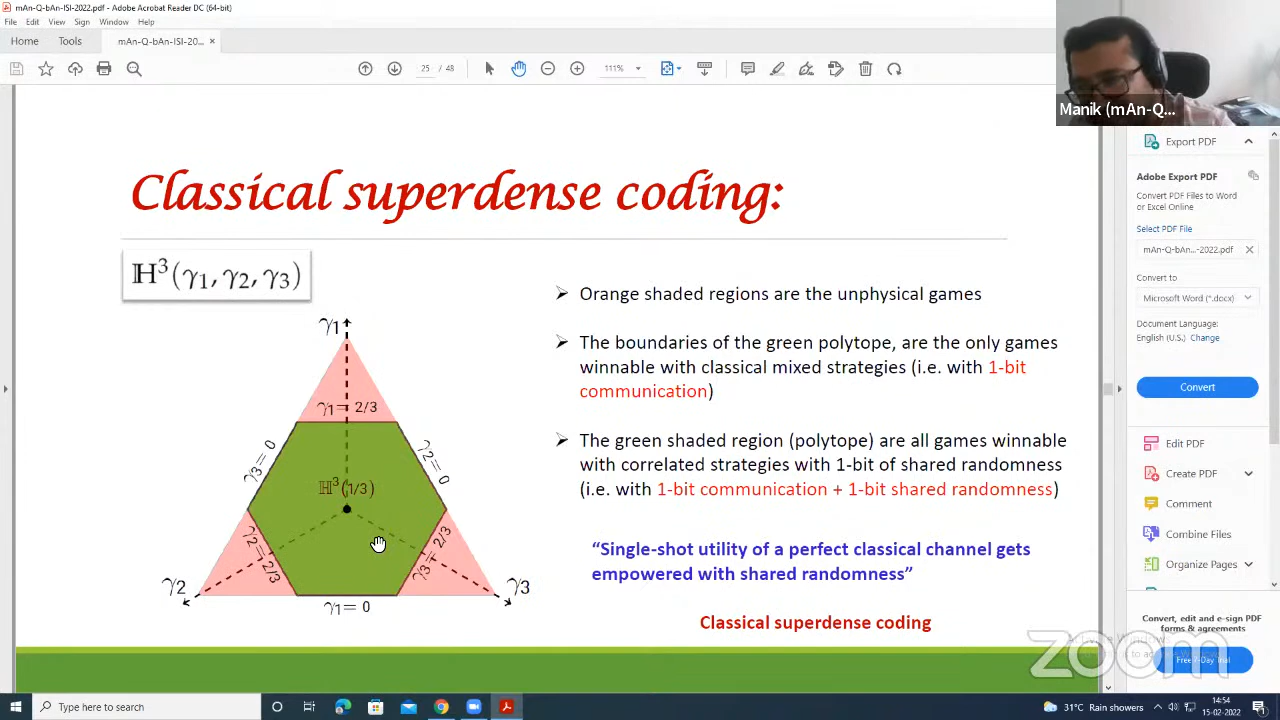 mAn-Q-bAn-ISI-2022.pdf - Adobe Acrobat Reader DC (64-bit)
File Edit View Sign Window Help
Home Tools mAn-Q-bAn-ISI-20... ×
25 / 48 111%
Manik (mAn-Q...
Classical superdense coding:
ℍ³(γ₁, γ₂, γ₃)
γ₁
γ₁= 2/3
γ₃= 0
γ₂= 0
ℍ³(1/3)
γ₂= 2/3
γ₃= 2/3
γ₂
γ₃
γ₁= 0
➢ Orange shaded regions are the unphysical games
➢ The boundaries of the green polytope, are the only games
winnable with classical mixed strategies (i.e. with 1-bit
communication)
➢ The green shaded region (polytope) are all games winnable
with correlated strategies with 1-bit of shared randomness
(i.e. with 1-bit communication + 1-bit shared randomness)
“Single-shot utility of a perfect classical channel gets
empowered with shared randomness”
Classical superdense coding
Export PDF
Adobe Export PDF
Convert PDF Files to Word
or Excel Online
Select PDF File
mAn-Q-bAn...-2022.pdf
Convert to
Microsoft Word (*.docx)
Document Language:
English (U.S.) Change
Convert
Edit PDF
Create PDF
Comment
Combine Files
Organize Pages
Convert, edit and e-sign PDF
forms & agreements
Free 7-Day Trial
zoom
Type here to search
31°C Rain showers
14:54
15-02-2022